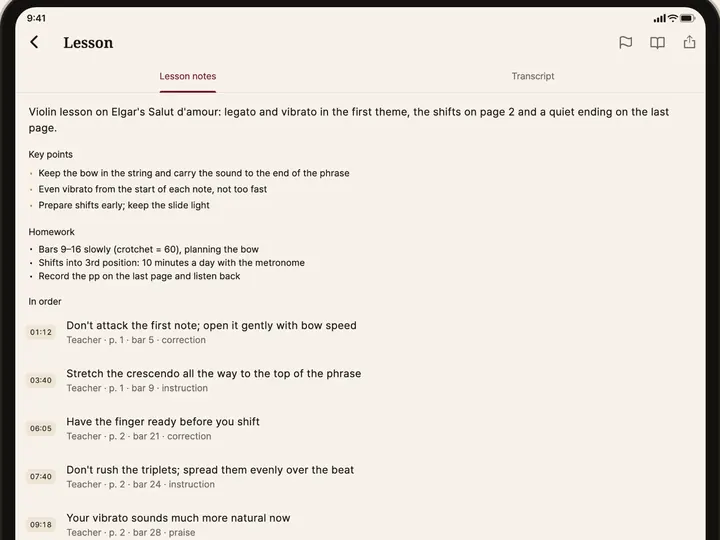 9:41
Lesson
Lesson notes
Transcript
Violin lesson on Elgar's Salut d'amour: legato and vibrato in the first theme, the shifts on page 2 and a quiet ending on the last
page.
Key points
• Keep the bow in the string and carry the sound to the end of the phrase
• Even vibrato from the start of each note, not too fast
• Prepare shifts early; keep the slide light
Homework
• Bars 9–16 slowly (crotchet = 60), planning the bow
• Shifts into 3rd position: 10 minutes a day with the metronome
• Record the pp on the last page and listen back
In order
01:12
Don't attack the first note; open it gently with bow speed
Teacher · p. 1 · bar 5 · correction
03:40
Stretch the crescendo all the way to the top of the phrase
Teacher · p. 1 · bar 9 · instruction
06:05
Have the finger ready before you shift
Teacher · p. 2 · bar 21 · correction
07:40
Don't rush the triplets; spread them evenly over the beat
Teacher · p. 2 · bar 24 · instruction
09:18
Your vibrato sounds much more natural now
Teacher · p. 2 · bar 28 · praise